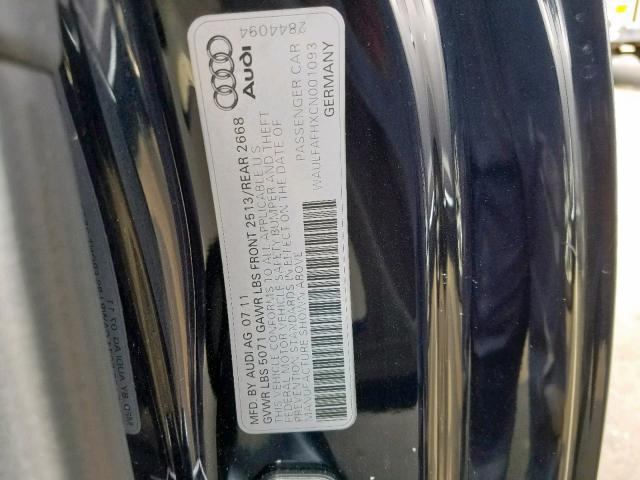 MFD. BY AUDI AG 07 11
GVWR LBS 5071 GAWR LBS FRONT 2513/REAR 2668
THIS VEHICLE CONFORMS TO ALL APPLICABLE U S
FEDERAL MOTOR VEHICLE SAFETY BUMPER AND THEFT
PREVENTION STANDARDS IN EFFECT ON THE DATE OF
MANUFACTURE SHOWN ABOVE
Audi
2844094
PASSENGER CAR
WAULFAFHXCN001093
GERMANY